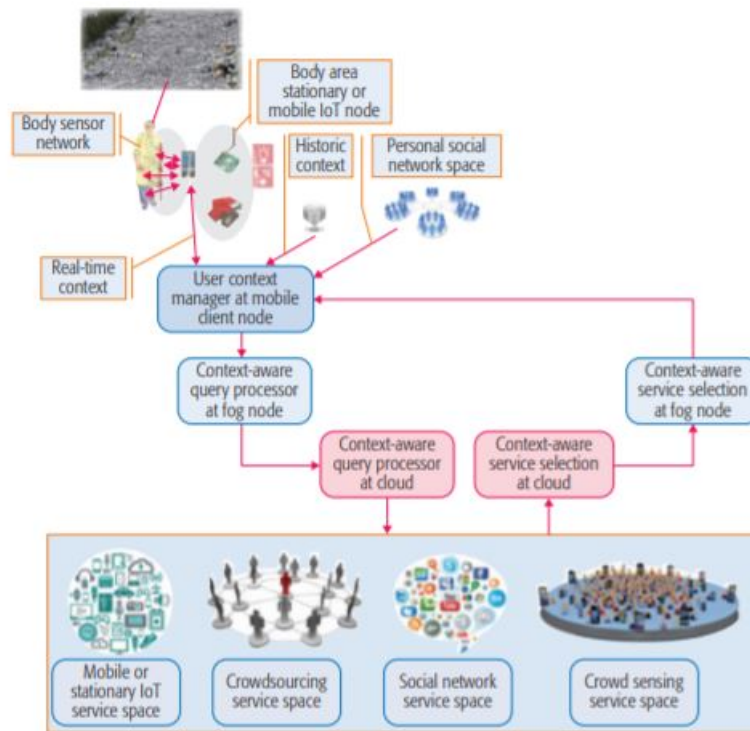 Body area
stationary or
mobile IoT node
Body sensor
network
Historic
context
Personal social
network space
Real-time
context
User context
manager at mobile
client node
Context-aware
query processor
at fog node
Context-aware
service selection
at fog node
Context-aware
query processor
at cloud
Context-aware
service selection
at cloud
Mobile or
stationary IoT
service space
Crowdsourcing
service space
Social network
service space
Crowd sensing
service space